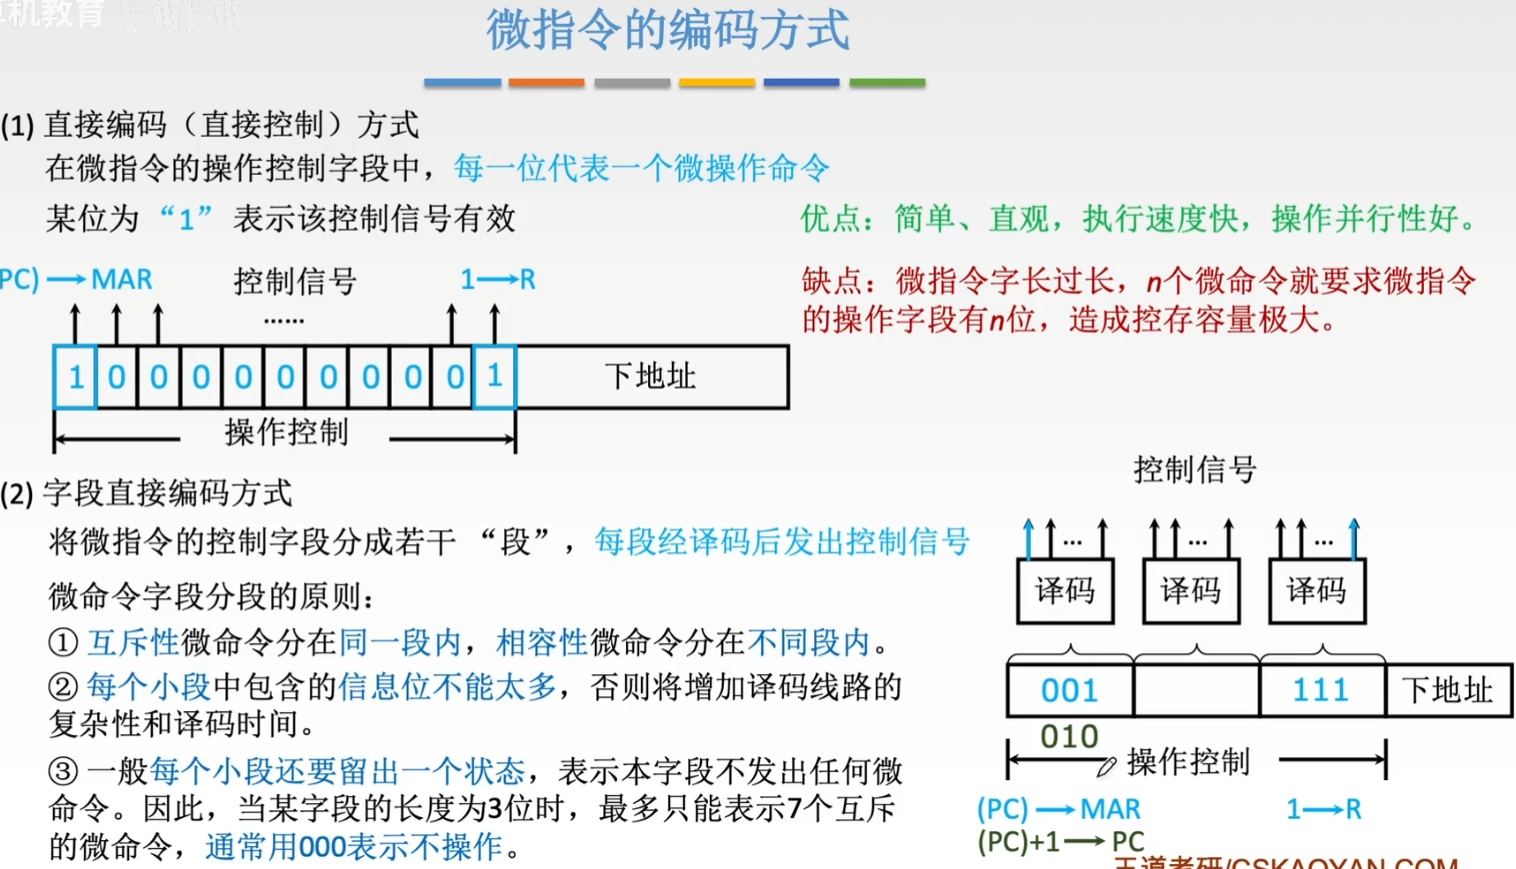 机教育 bilibili
微指令的编码方式
(1) 直接编码（直接控制）方式
在微指令的操作控制字段中，每一位代表一个微操作命令
某位为“1”表示该控制信号有效
优点：简单、直观，执行速度快，操作并行性好。
缺点：微指令字长过长，n个微命令就要求微指令
的操作字段有n位，造成控存容量极大。
PC)→MAR 控制信号 1→R
……
1 0 0 0 0 0 0 0 0 0 1 下地址
操作控制
(2) 字段直接编码方式
将微指令的控制字段分成若干“段”，每段经译码后发出控制信号
微命令字段分段的原则：
① 互斥性微命令分在同一段内，相容性微命令分在不同段内。
② 每个小段中包含的信息位不能太多，否则将增加译码线路的
复杂性和译码时间。
③ 一般每个小段还要留出一个状态，表示本字段不发出任何微
命令。因此，当某字段的长度为3位时，最多只能表示7个互斥
的微命令，通常用000表示不操作。
控制信号
… … …
译码 译码 译码
001 111 下地址
010
操作控制
(PC)→MAR 1→R
(PC)+1→PC
王道考研/CSKAOYAN.COM